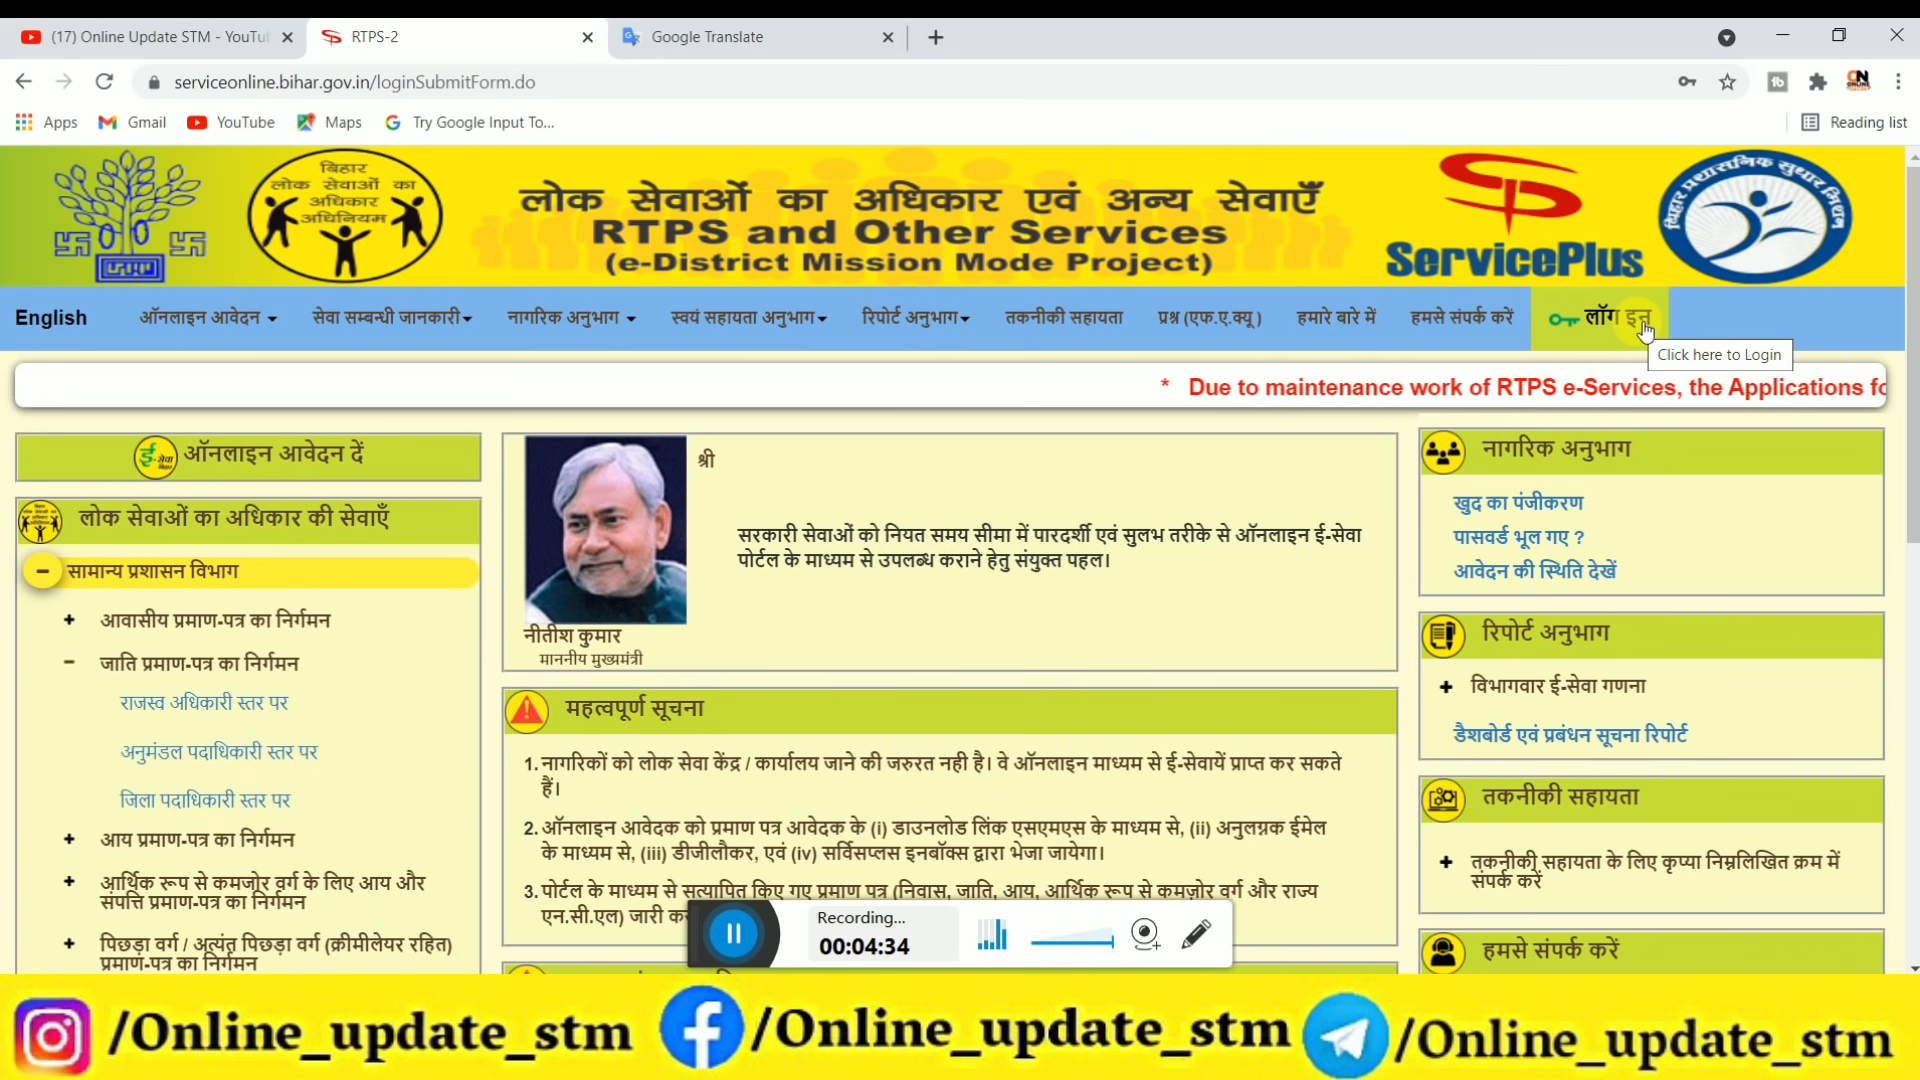 (17) Online Update STM - YouTu
RTPS-2
Google Translate
serviceonline.bihar.gov.in/loginSubmitForm.do
Apps
Gmail
YouTube
Maps
Try Google Input To...
Reading list
बिहार
लोक सेवाओं का
अधिकार
अधिनियम
लोक सेवाओं का अधिकार एवं अन्य सेवाएँ
RTPS and Other Services
(e-District Mission Mode Project)
ServicePlus
बिहार प्रशासनिक सुधार मिशन
English
ऑनलाइन आवेदन
सेवा सम्बन्धी जानकारी
नागरिक अनुभाग
स्वयं सहायता अनुभाग
रिपोर्ट अनुभाग
तकनीकी सहायता
प्रश्न (एफ.ए.क्यू )
हमारे बारे में
हमसे संपर्क करें
लॉग इन
Click here to Login
* Due to maintenance work of RTPS e-Services, the Applications fo
ऑनलाइन आवेदन दें
लोक सेवाओं का अधिकार की सेवाएँ
सामान्य प्रशासन विभाग
+ आवासीय प्रमाण-पत्र का निर्गमन
− जाति प्रमाण-पत्र का निर्गमन
राजस्व अधिकारी स्तर पर
अनुमंडल पदाधिकारी स्तर पर
जिला पदाधिकारी स्तर पर
+ आय प्रमाण-पत्र का निर्गमन
+ आर्थिक रूप से कमजोर वर्ग के लिए आय और
संपत्ति प्रमाण-पत्र का निर्गमन
+ पिछड़ा वर्ग / अत्यंत पिछड़ा वर्ग (क्रीमीलेयर रहित)
प्रमाण-पत्र का निर्गमन
श्री
सरकारी सेवाओं को नियत समय सीमा में पारदर्शी एवं सुलभ तरीके से ऑनलाइन ई-सेवा
पोर्टल के माध्यम से उपलब्ध कराने हेतु संयुक्त पहल।
नीतीश कुमार
माननीय मुख्यमंत्री
महत्वपूर्ण सूचना
1. नागरिकों को लोक सेवा केंद्र / कार्यालय जाने की जरुरत नही है। वे ऑनलाइन माध्यम से ई-सेवायें प्राप्त कर सकते
हैं।
2. ऑनलाइन आवेदक को प्रमाण पत्र आवेदक के (i) डाउनलोड लिंक एसएमएस के माध्यम से, (ii) अनुलग्नक ईमेल
के माध्यम से, (iii) डीजीलौकर, एवं (iv) सर्विसप्लस इनबॉक्स द्वारा भेजा जायेगा।
3. पोर्टल के माध्यम से सत्यापित किए गए प्रमाण पत्र (निवास, जाति, आय, आर्थिक रूप से कमज़ोर वर्ग और राज्य
एन.सी.एल) जारी
नागरिक अनुभाग
खुद का पंजीकरण
पासवर्ड भूल गए ?
आवेदन की स्थिति देखें
रिपोर्ट अनुभाग
+ विभागवार ई-सेवा गणना
डैशबोर्ड एवं प्रबंधन सूचना रिपोर्ट
तकनीकी सहायता
+ तकनीकी सहायता के लिए कृप्या निम्नलिखित क्रम में
संपर्क करें
हमसे संपर्क करें
Recording...
00:04:34
/Online_update_stm
/Online_update_stm
/Online_update_stm